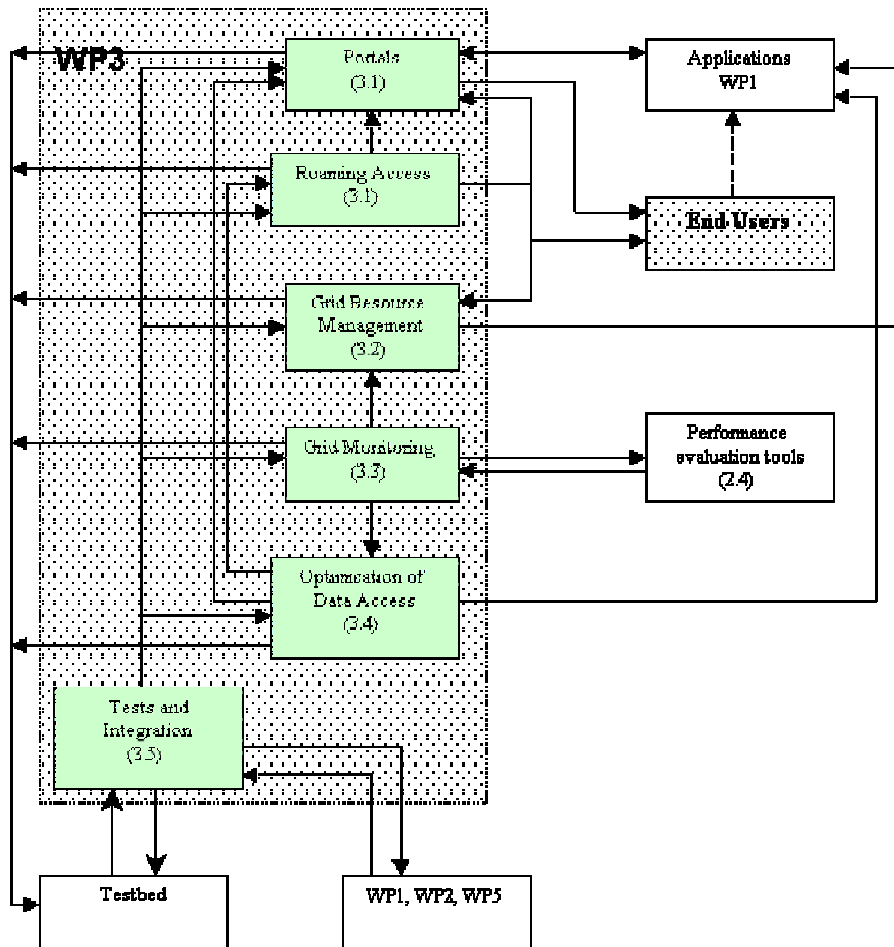 WP3
Portals
(3.1)
Applications
WP1
Roaming Access
(3.1)
End Users
Grid Resource
Management
(3.2)
Grid Monitoring
(3.3)
Performance
evaluation tools
(2.4)
Optimisation of
Data Access
(3.4)
Tests and
Integration
(3.5)
Testbed
WP1, WP2, WP5